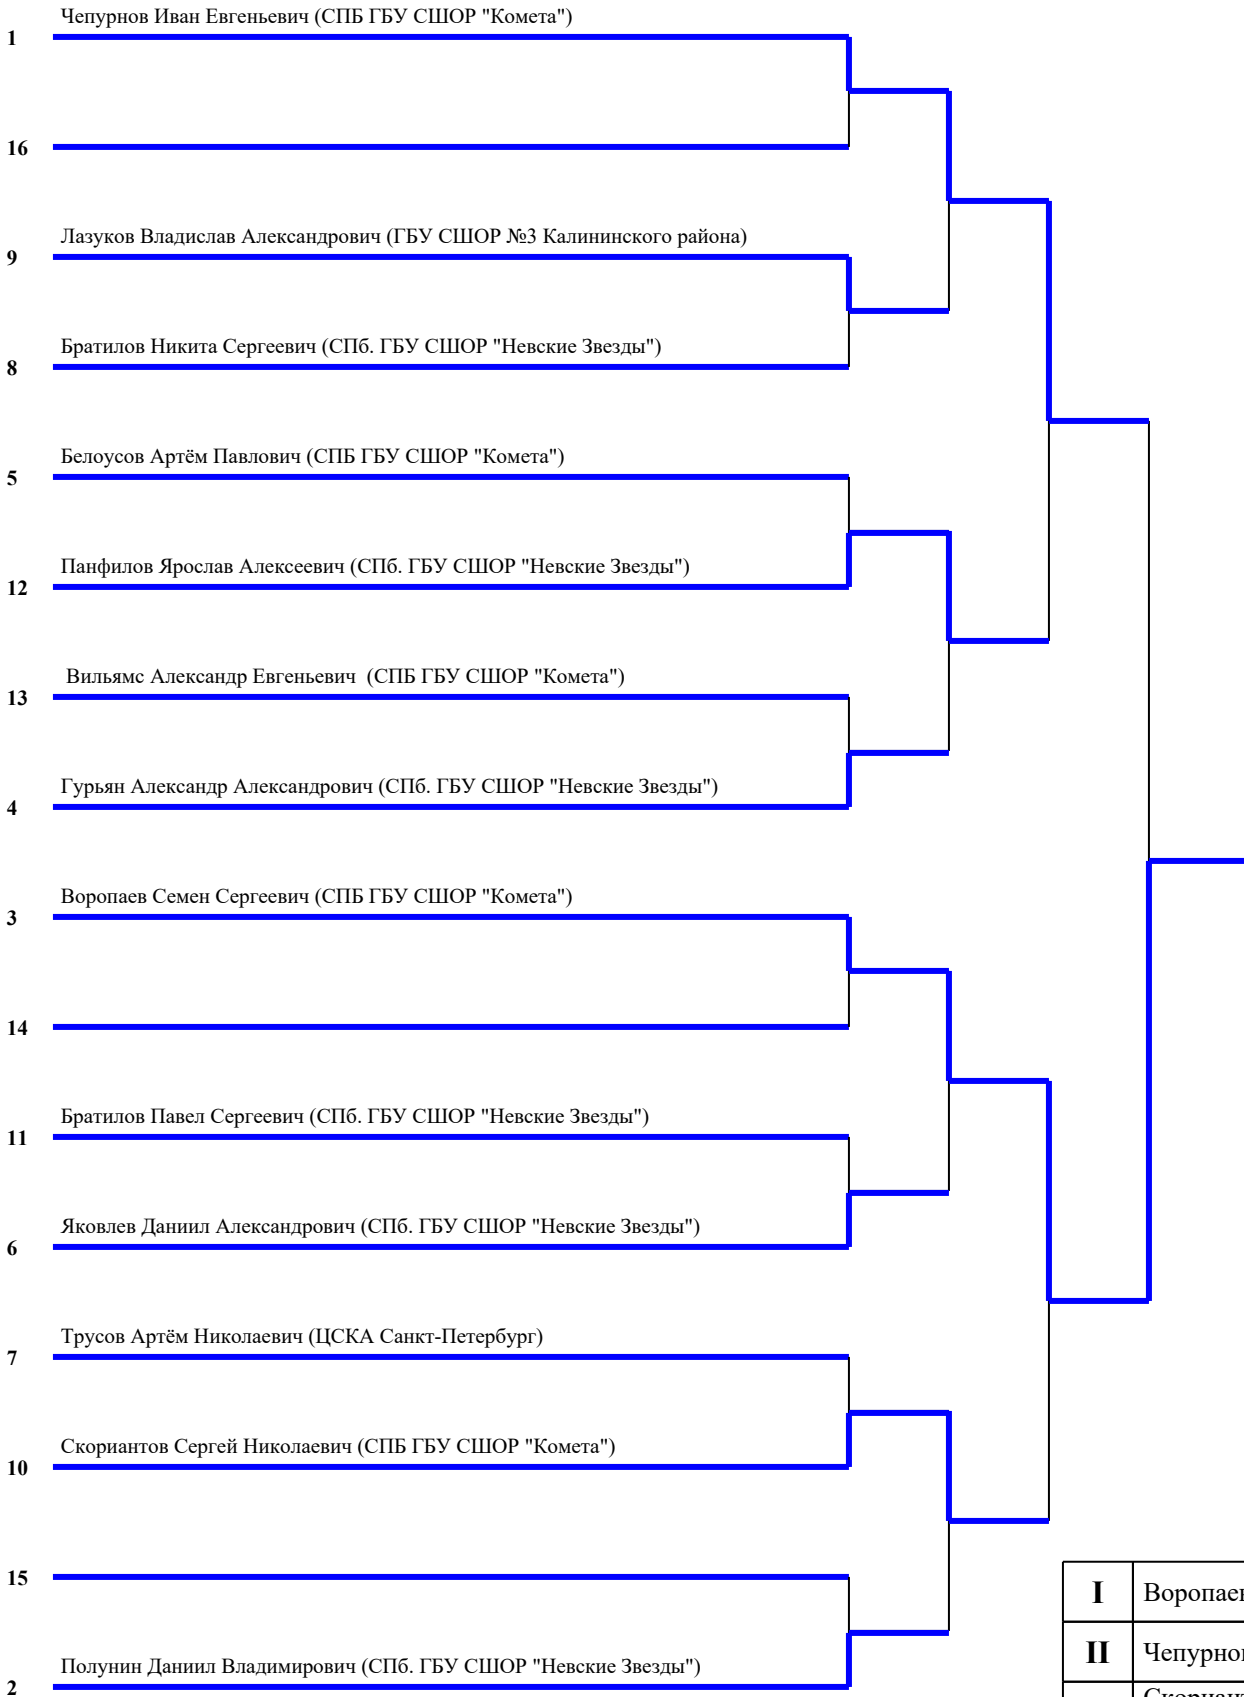 Чепурнов Иван Евгеньевич (СПБ ГБУ СШОР "Комета")
1
16
Лазуков Владислав Александрович (ГБУ СШОР №3 Калининского района)
9
Братилов Никита Сергеевич (СПб. ГБУ СШОР "Невские Звезды")
8
Белоусов Артём Павлович (СПБ ГБУ СШОР "Комета")
5
Панфилов Ярослав Алексеевич (СПб. ГБУ СШОР "Невские Звезды")
12
Вильямс Александр Евгеньевич (СПБ ГБУ СШОР "Комета")
13
Гурьян Александр Александрович (СПб. ГБУ СШОР "Невские Звезды")
4
Воропаев Семен Сергеевич (СПБ ГБУ СШОР "Комета")
3
14
Братилов Павел Сергеевич (СПб. ГБУ СШОР "Невские Звезды")
11
Яковлев Даниил Александрович (СПб. ГБУ СШОР "Невские Звезды")
6
Трусов Артём Николаевич (ЦСКА Санкт-Петербург)
7
Скориантов Сергей Николаевич (СПБ ГБУ СШОР "Комета")
10
15
I Воропаев
II Чепурнов
Полунин Даниил Владимирович (СПб. ГБУ СШОР "Невские Звезды")
2